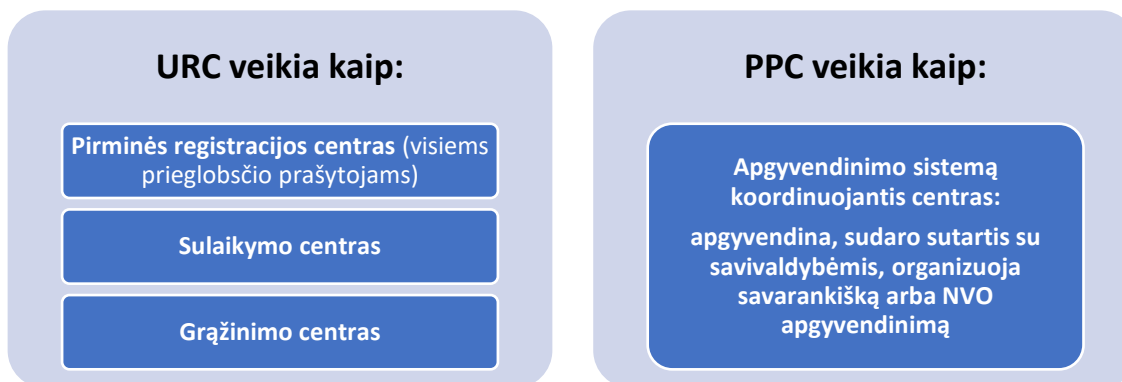 URC veikia kaip:
Pirminės registracijos centras (visiems
prieglobsčio prašytojams)
Sulaikymo centras
Grąžinimo centras
PPC veikia kaip:
Apgyvendinimo sistemą
koordinuojantis centras:
apgyvendina, sudaro sutartis su
savivaldybėmis, organizuoja
savarankišką arba NVO
apgyvendinimą